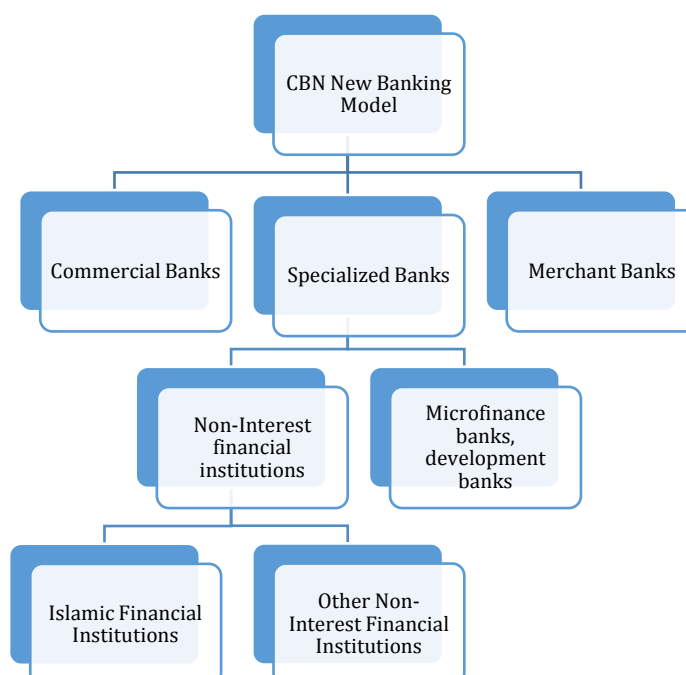 CBN New Banking
Model
Commercial Banks
Specialized Banks
Merchant Banks
Non-Interest
financial
institutions
Microfinance
banks,
development
banks
Islamic Financial
Institutions
Other Non-
Interest Financial
Institutions